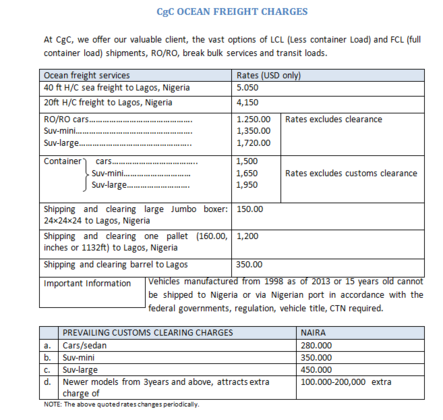 CgC OCEAN FREIGHT CHARGES
At CgC, we offer our valuable client, the vast options of LCL (Less container Load) and FCL (full
container load) shipments, RO/RO, break bulk services and transit loads.
Ocean freight services Rates (USD only)
40 ft H/C sea freight to Lagos, Nigeria 5.050
20ft H/C freight to Lagos, Nigeria 4,150
RO/RO cars........................................ 1.250.00 Rates excludes clearance
Suv-mini............................................. 1,350.00
Suv-large............................................ 1,720.00
Container cars.............................. 1,500
Suv-mini.............................. 1,650 Rates excludes customs clearance
Suv-large............................ 1,950
Shipping and clearing large Jumbo boxer: 150.00
24×24×24 to Lagos, Nigeria
Shipping and clearing one pallet (160.00, 1,200
inches or 1132ft) to Lagos, Nigeria
Shipping and clearing barrel to Lagos 350.00
Important Information Vehicles manufactured from 1998 as of 2013 or 15 years old cannot
be shipped to Nigeria or via Nigerian port in accordance with the
federal governments, regulation, vehicle title, CTN required.
PREVAILING CUSTOMS CLEARING CHARGES NAIRA
a. Cars/sedan 280.000
b. Suv-mini 350.000
c. Suv-large 450.000
d. Newer models from 3years and above, attracts extra 100.000-200,000 extra
charge of
NOTE: The above quoted rates changes periodically.